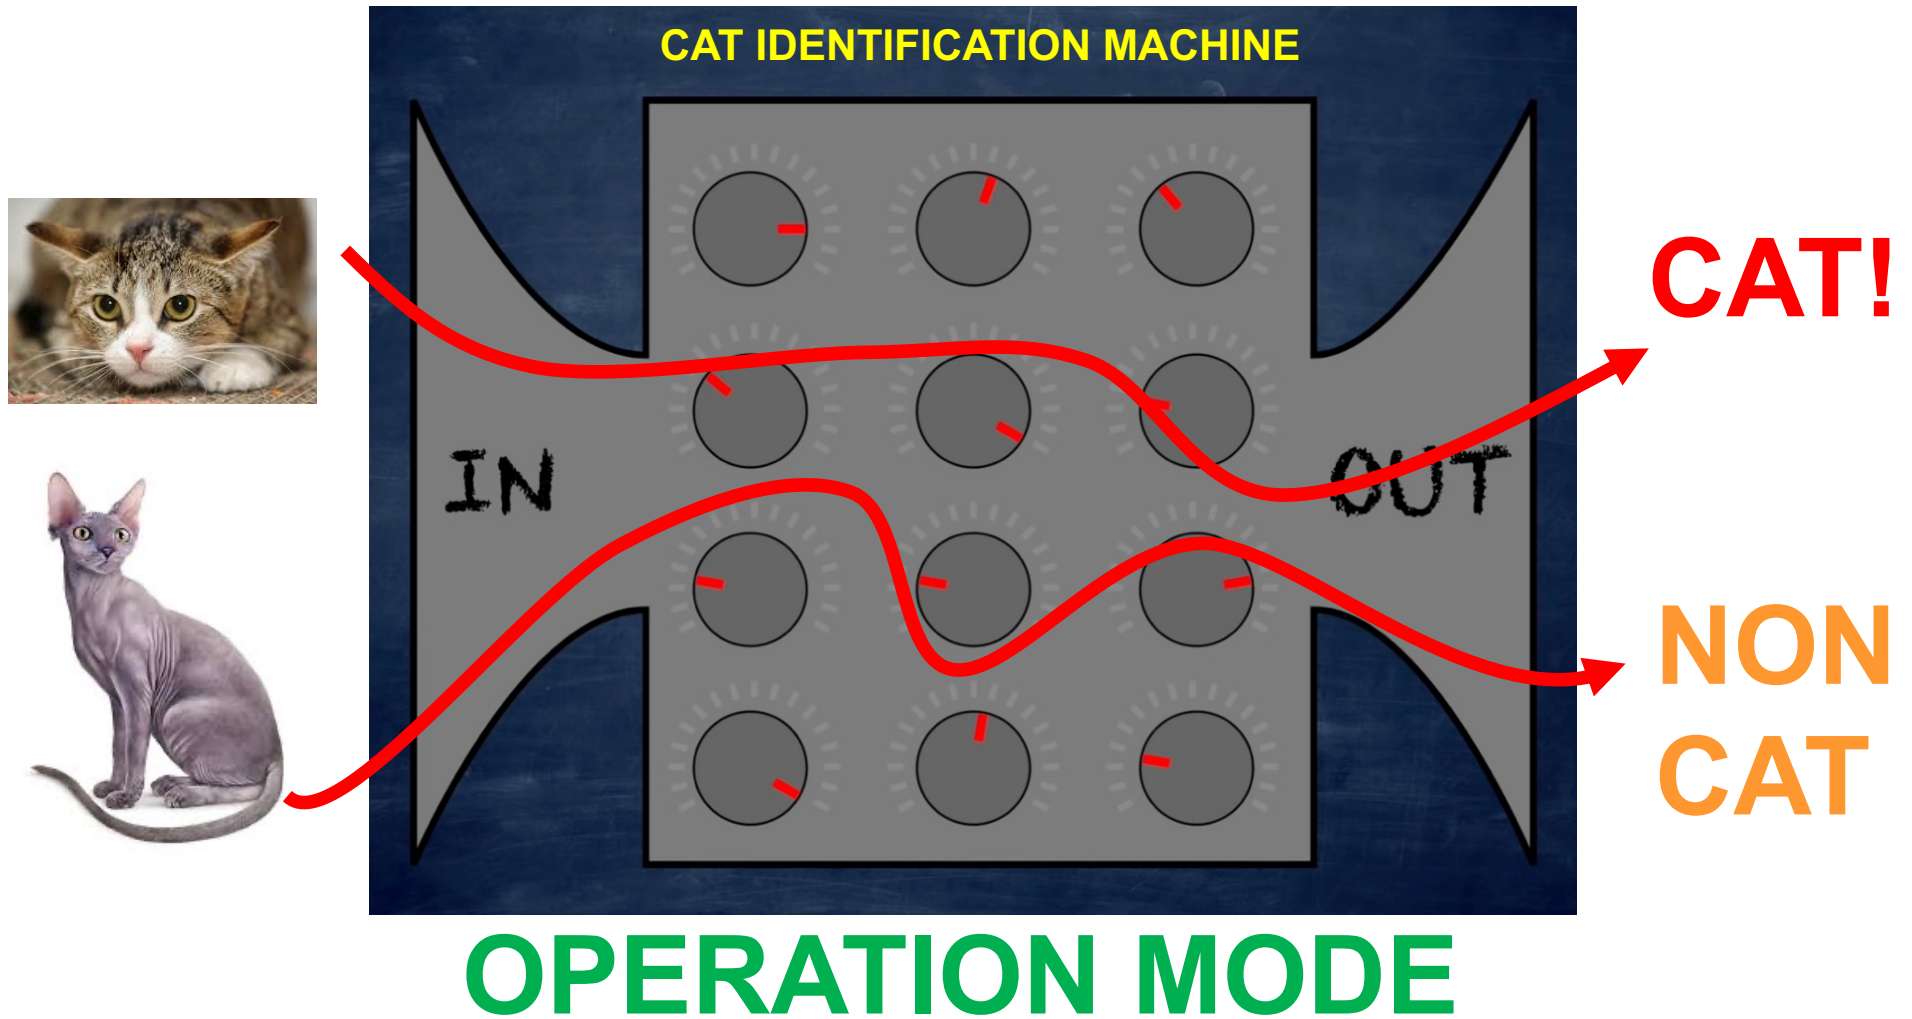 CAT IDENTIFICATION MACHINE
IN
OUT
CAT!
NON
CAT
OPERATION MODE